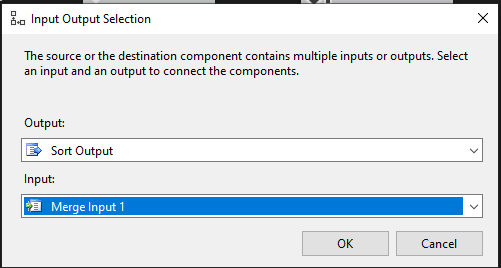 Input Output Selection
The source or the destination component contains multiple inputs or outputs. Select
an input and an output to connect the components.
Output:
Sort Output
Input:
Merge Input 1
OK
Cancel